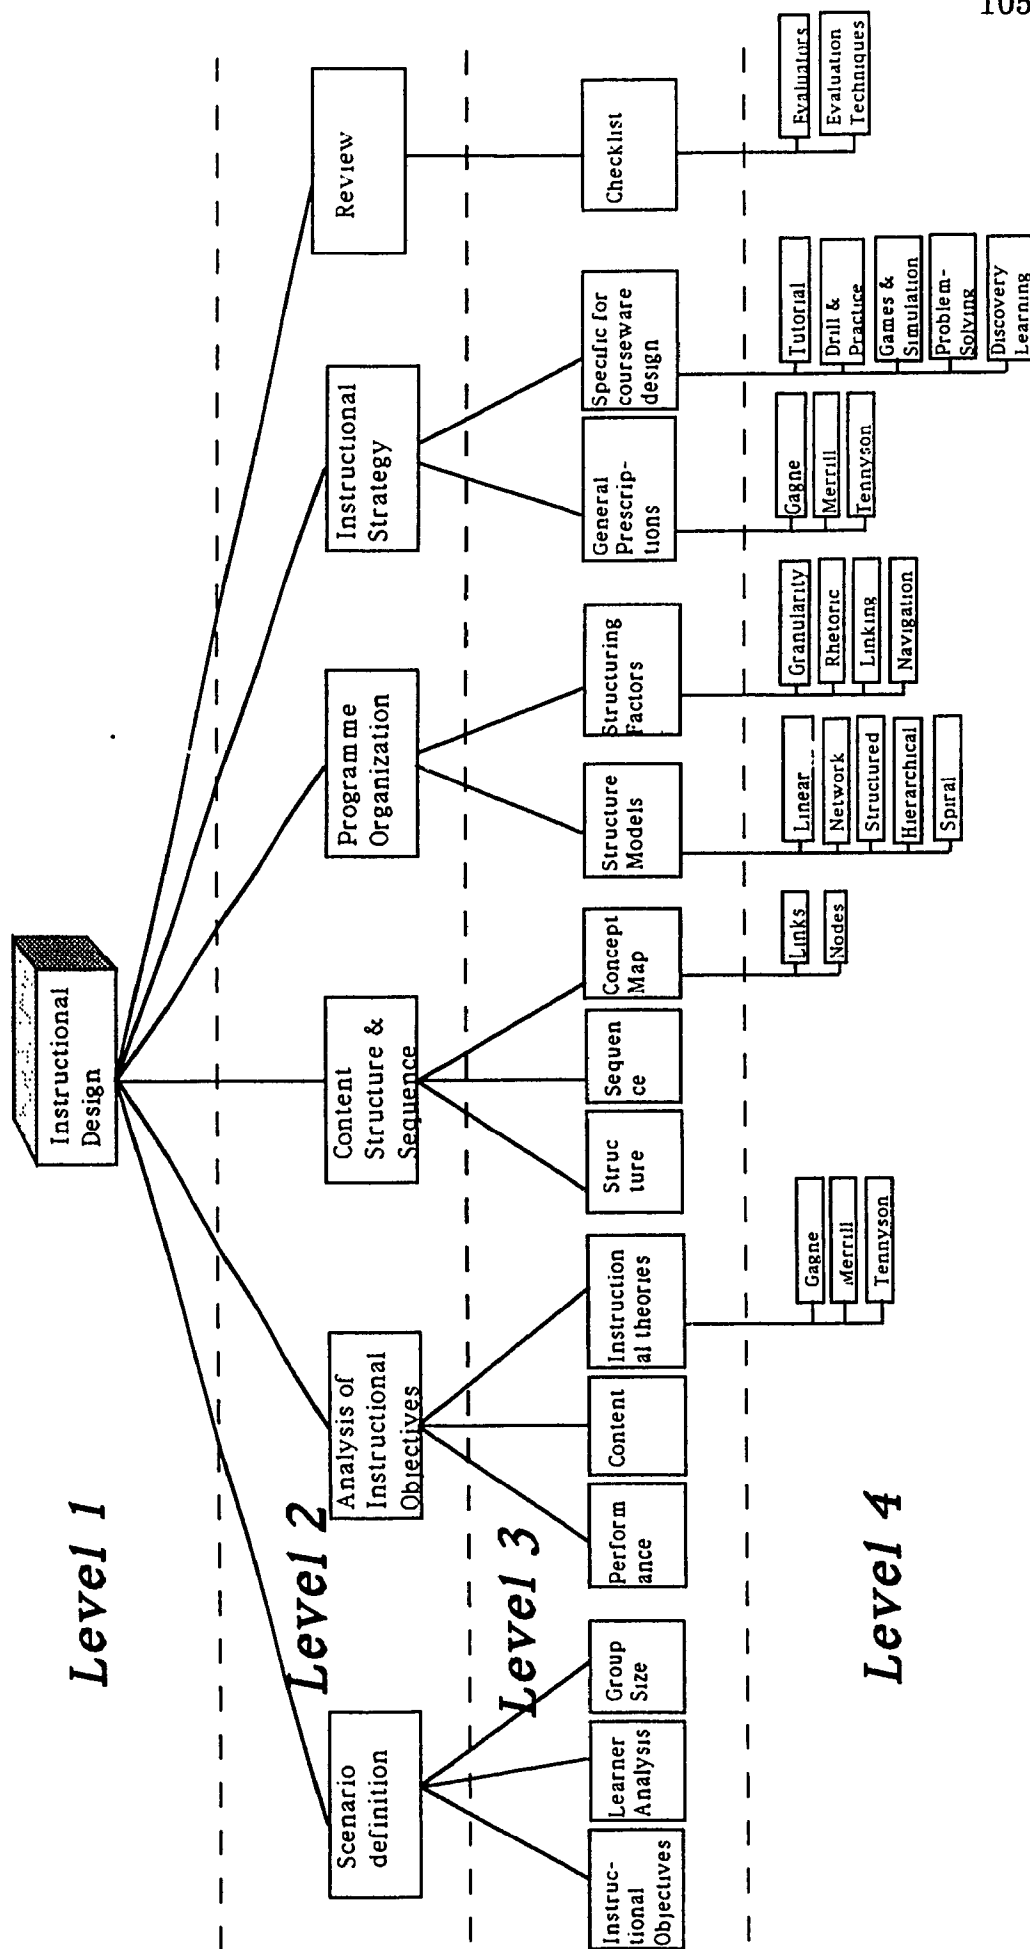 105
Level 1
Instructional
Design
Level 2
Scenario
definition
Analysis of
Instructional
Objectives
Content
Structure &
Sequence
Programme
Organization
Instructional
Strategy
Review
Level 3
Instruc-
tional
Objectives
Learner
Analysis
Group
Size
Perform
ance
Content
Instruction
al theories
Struc
ture
Sequen
ce
Concept
Map
Structure
Models
Structuring
Factors
General
Prescrip-
tions
Specific for
courseware
design
Checklist
Level 4
Gagne
Merrill
Tennyson
Links
Nodes
Linear
Network
Structured
Hierarchical
Spiral
Granularity
Rhetoric
Linking
Navigation
Gagne
Merrill
Tennyson
Tutorial
Drill &
Practice
Games &
Simulation
Problem-
Solving
Discovery
Learning
Evaluators
Evaluation
Techniques